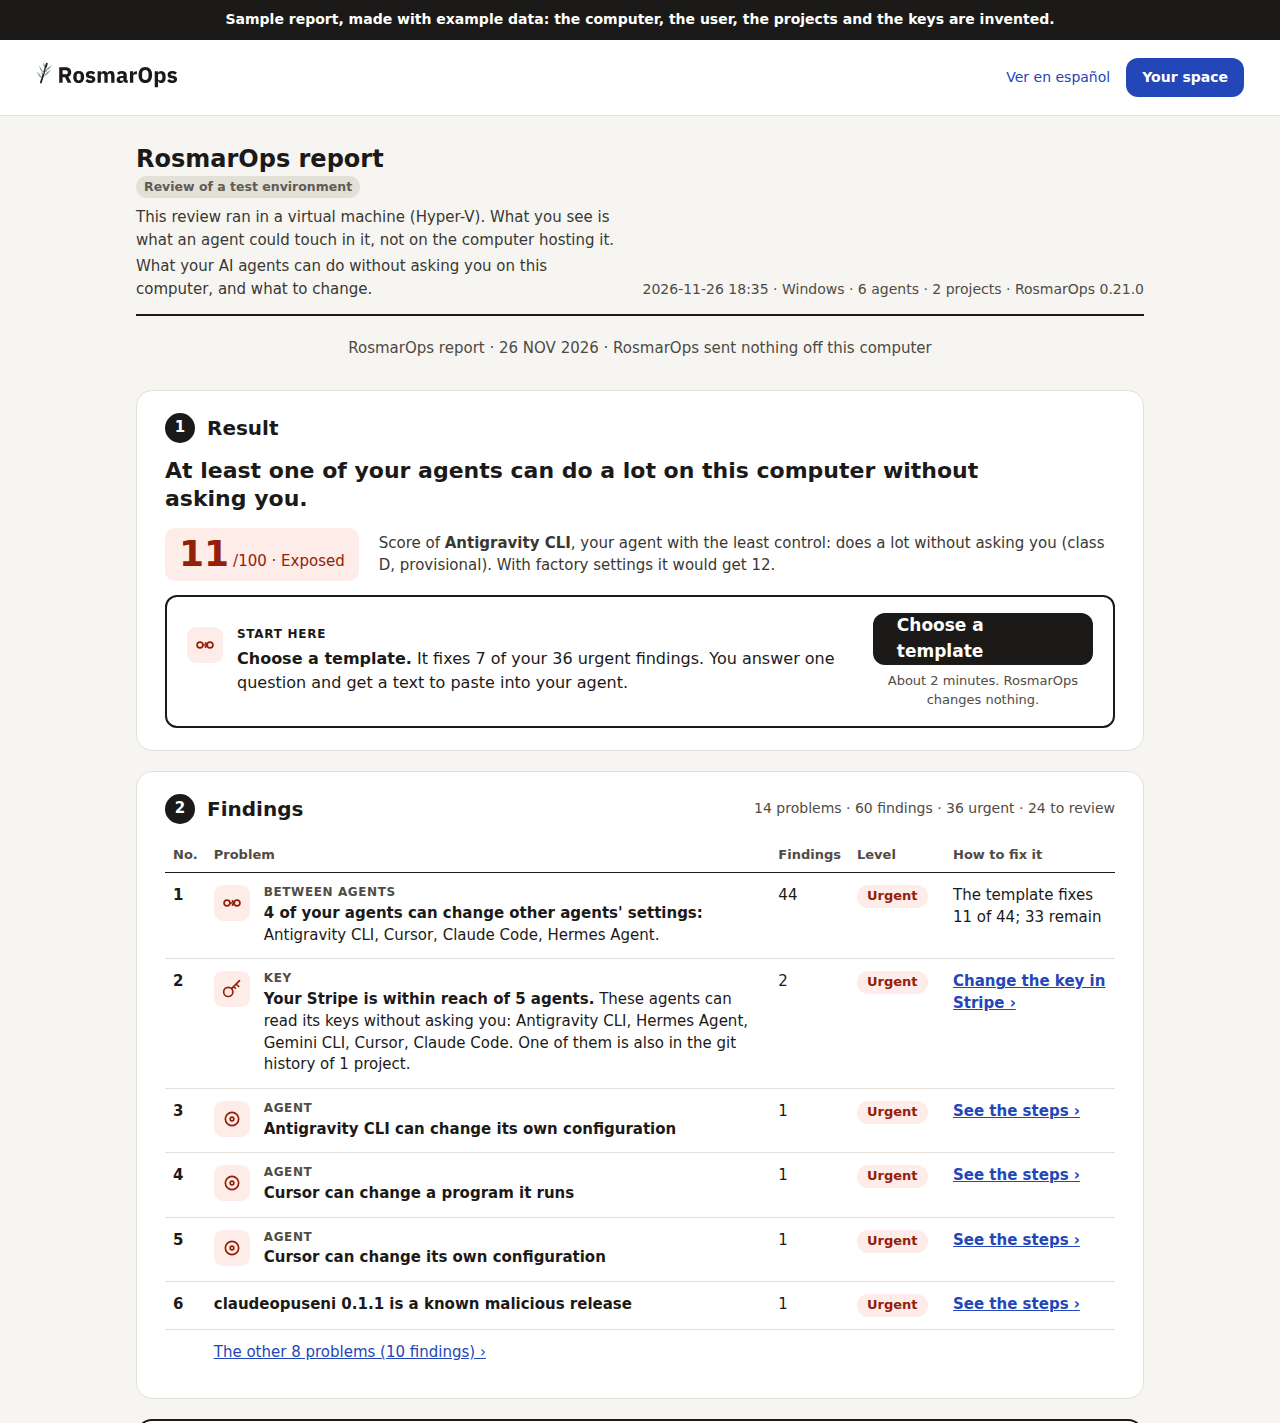 Sample report, made with example data: the computer, the user, the projects and the keys are invented.
RosmarOps
Ver en español
Your space
RosmarOps report
Review of a test environment
This review ran in a virtual machine (Hyper-V). What you see is
what an agent could touch in it, not on the computer hosting it.
What your AI agents can do without asking you on this
computer, and what to change.
2026-11-26 18:35 · Windows · 6 agents · 2 projects · RosmarOps 0.21.0
RosmarOps report · 26 NOV 2026 · RosmarOps sent nothing off this computer
1 Result
At least one of your agents can do a lot on this computer without
asking you.
11 /100 · Exposed
Score of Antigravity CLI, your agent with the least control: does a lot without asking you (class
D, provisional). With factory settings it would get 12.
START HERE
Choose a template. It fixes 7 of your 36 urgent findings. You answer one
question and get a text to paste into your agent.
Choose a
template
About 2 minutes. RosmarOps
changes nothing.
2 Findings
14 problems · 60 findings · 36 urgent · 24 to review
No. Problem Findings Level How to fix it
1 BETWEEN AGENTS
4 of your agents can change other agents' settings:
Antigravity CLI, Cursor, Claude Code, Hermes Agent.
44 Urgent
The template fixes
11 of 44; 33 remain
2 KEY
Your Stripe is within reach of 5 agents. These agents can
read its keys without asking you: Antigravity CLI, Hermes Agent,
Gemini CLI, Cursor, Claude Code. One of them is also in the git
history of 1 project.
2 Urgent
Change the key in
Stripe ›
3 AGENT
Antigravity CLI can change its own configuration
1 Urgent See the steps ›
4 AGENT
Cursor can change a program it runs
1 Urgent See the steps ›
5 AGENT
Cursor can change its own configuration
1 Urgent See the steps ›
6 claudeopuseni 0.1.1 is a known malicious release 1 Urgent See the steps ›
The other 8 problems (10 findings) ›